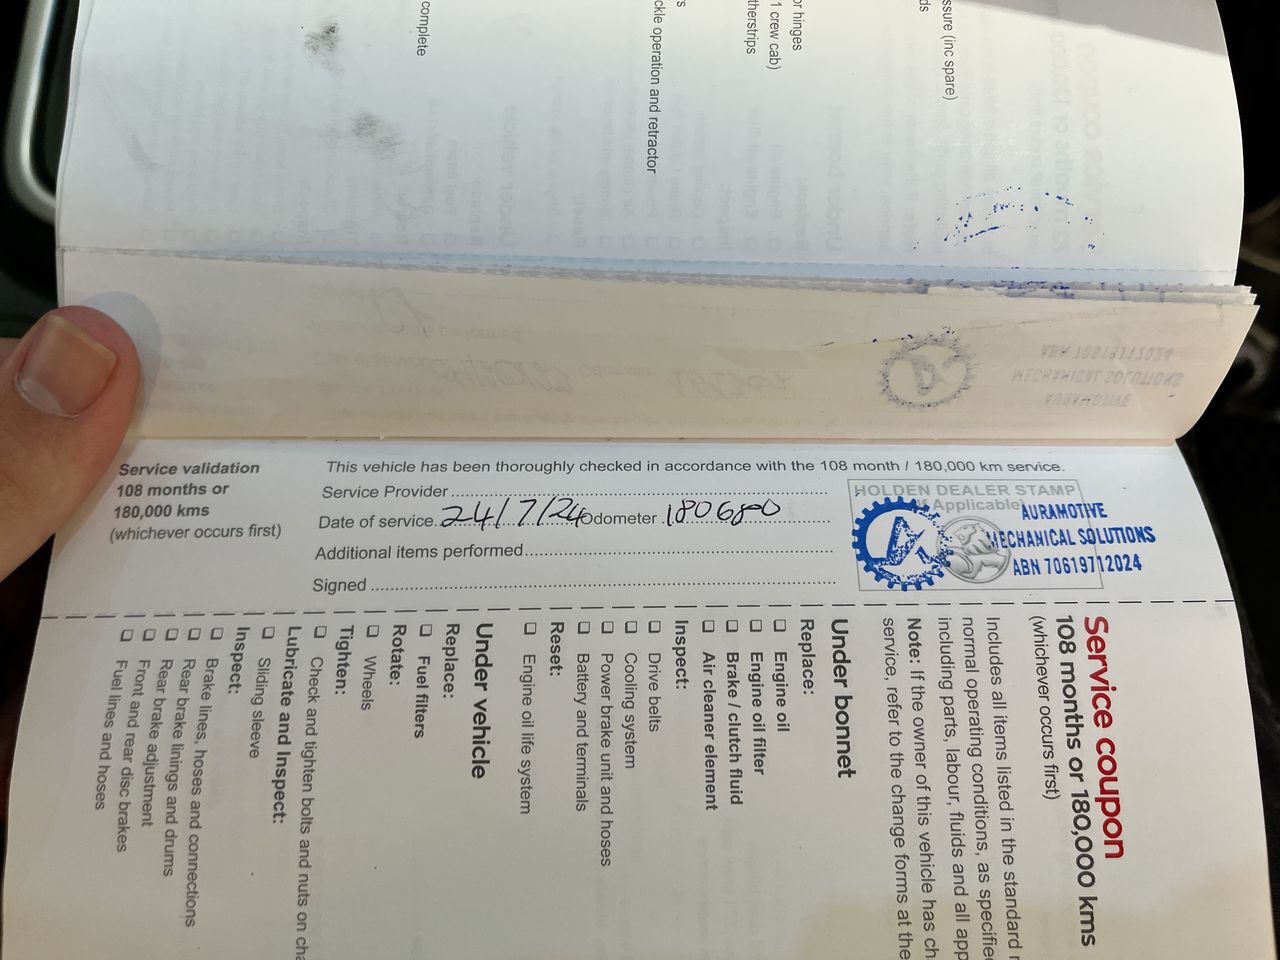 complete
ckle operation and retractor
therstrips
1 crew cab)
or hinges
ssure (inc spare)
Service validation
108 months or
180,000 kms
(whichever occurs first)
This vehicle has been thoroughly checked in accordance with the 108 month / 180,000 km service.
Service Provider
Date of service 24/7/24 Odometer 180680
Additional items performed
Signed
HOLDEN DEALER STAMP
Applicable
AURAMOTIVE
MECHANICAL SOLUTIONS
ABN 70619712024
Service coupon
108 months or 180,000 kms
(whichever occurs first)
Includes all items listed in the standard
normal operating conditions, as specified
including parts, labour, fluids and all app
Note: If the owner of this vehicle has ch
service, refer to the change forms at the
Under bonnet
Replace:
Engine oil
Engine oil filter
Brake / clutch fluid
Air cleaner element
Inspect:
Drive belts
Cooling system
Power brake unit and hoses
Battery and terminals
Reset:
Engine oil life system
Under vehicle
Replace:
Fuel filters
Rotate:
Wheels
Tighten:
Check and tighten bolts and nuts on cha
Lubricate and Inspect:
Sliding sleeve
Inspect:
Brake lines, hoses and connections
Rear brake linings and drums
Rear brake adjustment
Front and rear disc brakes
Fuel lines and hoses